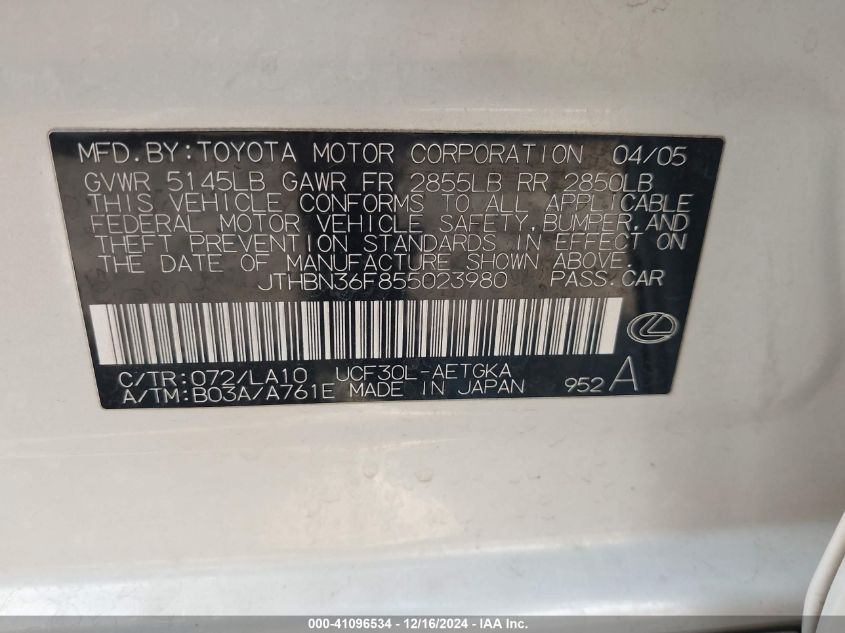 MFD.BY:TOYOTA MOTOR CORPORATION 04/05
GVWR 5145LB GAWR FR 2855LB RR 2850LB
THIS VEHICLE CONFORMS TO ALL APPLICABLE
FEDERAL MOTOR VEHICLE SAFETY,BUMPER,AND
THEFT PREVENTION STANDARDS IN EFFECT ON
THE DATE OF MANUFACTURE SHOWN ABOVE.
JTHBN36F855023980 PASS.CAR
C/TR:072/LA10 UCF30L-AETGKA
A/TM:B03A/A761E MADE IN JAPAN 952A
000-41096534 - 12/16/2024 - IAA Inc.